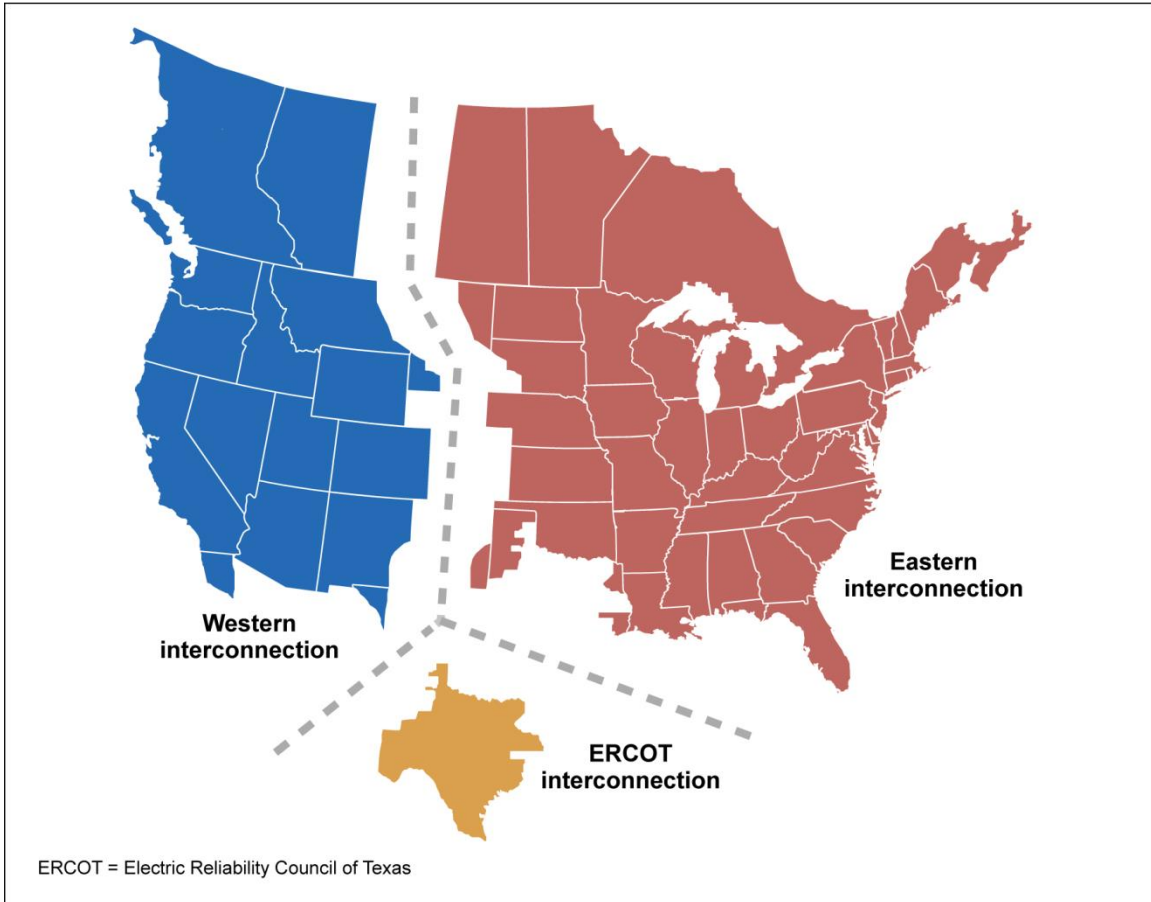 Eastern
interconnection
Western
interconnection
ERCOT
interconnection
ERCOT = Electric Reliability Council of Texas